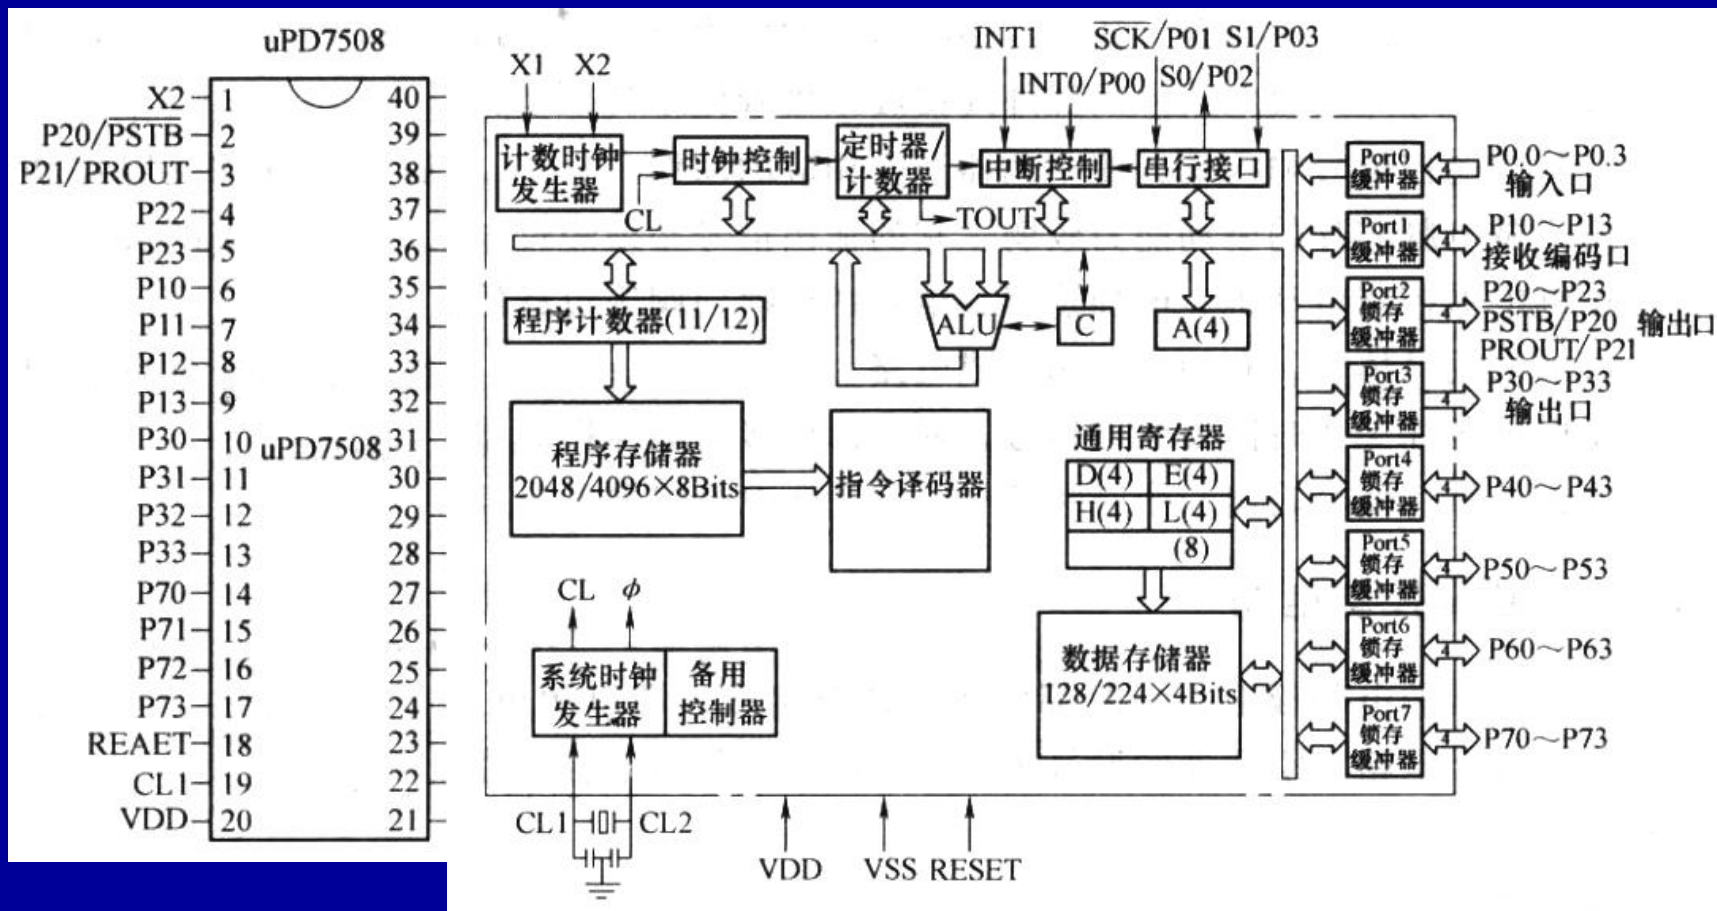 uPD7508
X2 1 40
P20/PSTB 2 39
P21/PROUT 3 38
P22 4 37
P23 5 36
P10 6 35
P11 7 34
P12 8 33
P13 9 32
P30 10 uPD7508 31
P31 11 30
P32 12 29
P33 13 28
P70 14 27
P71 15 26
P72 16 25
P73 17 24
REAET 18 23
CL1 19 22
VDD 20 21
INT1 SCK/P01 S1/P03
X1 X2 INT0/P00 S0/P02
计数时钟
发生器
时钟控制
CL
定时器/
计数器
TOUT
中断控制
串行接口
程序计数器(11/12)
ALU
C
A(4)
程序存储器
2048/4096×8Bits
指令译码器
通用寄存器
D(4) E(4)
H(4) L(4)
(8)
数据存储器
128/224×4Bits
CL ϕ
系统时钟
发生器
备用
控制器
CL1 CL2
VDD VSS RESET
Port0
缓冲器
4
P0.0～P0.3
输入口
Port1
缓冲器
4
P10～P13
接收编码口
Port2
锁存
缓冲器
4
P20～P23
PSTB/P20 输出口
PROUT/P21
Port3
锁存
缓冲器
4
P30～P33
输出口
Port4
锁存
缓冲器
4
P40～P43
Port5
锁存
缓冲器
4
P50～P53
Port6
锁存
缓冲器
4
P60～P63
Port7
锁存
缓冲器
4
P70～P73